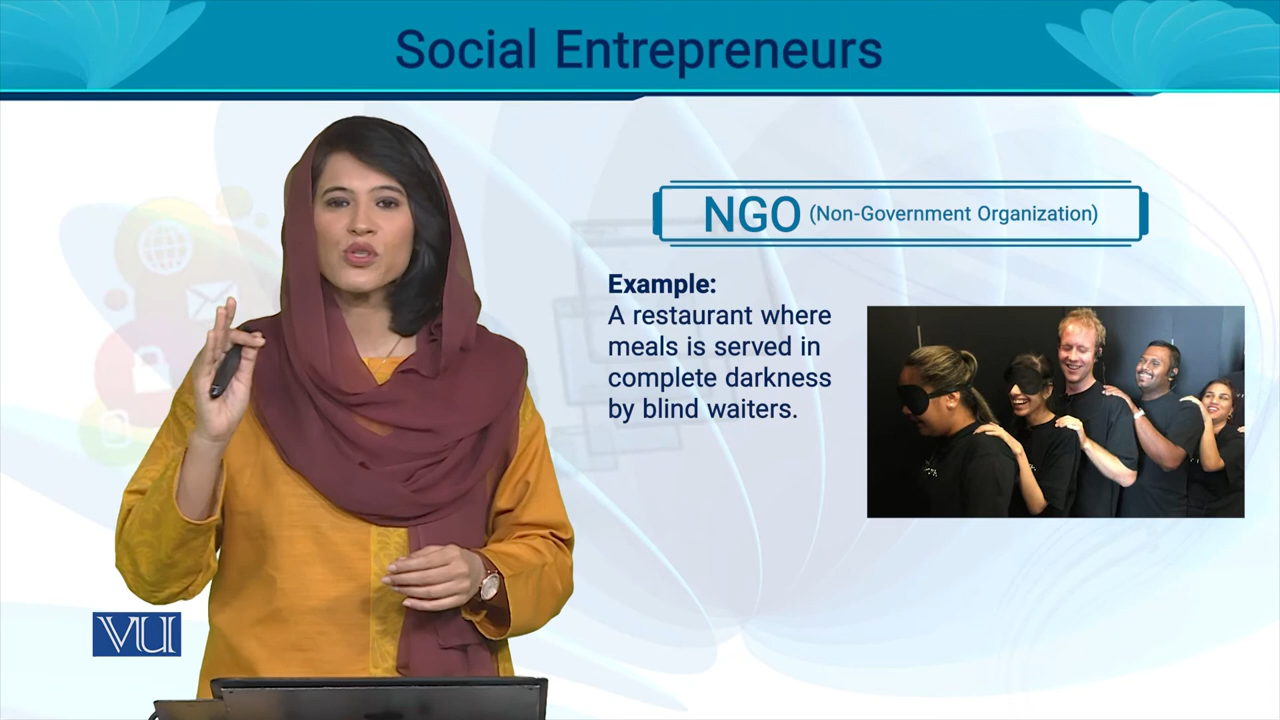 Social Entrepreneurs
NGO (Non-Government Organization)
Example:
A restaurant where
meals is served in
complete darkness
by blind waiters.
VU